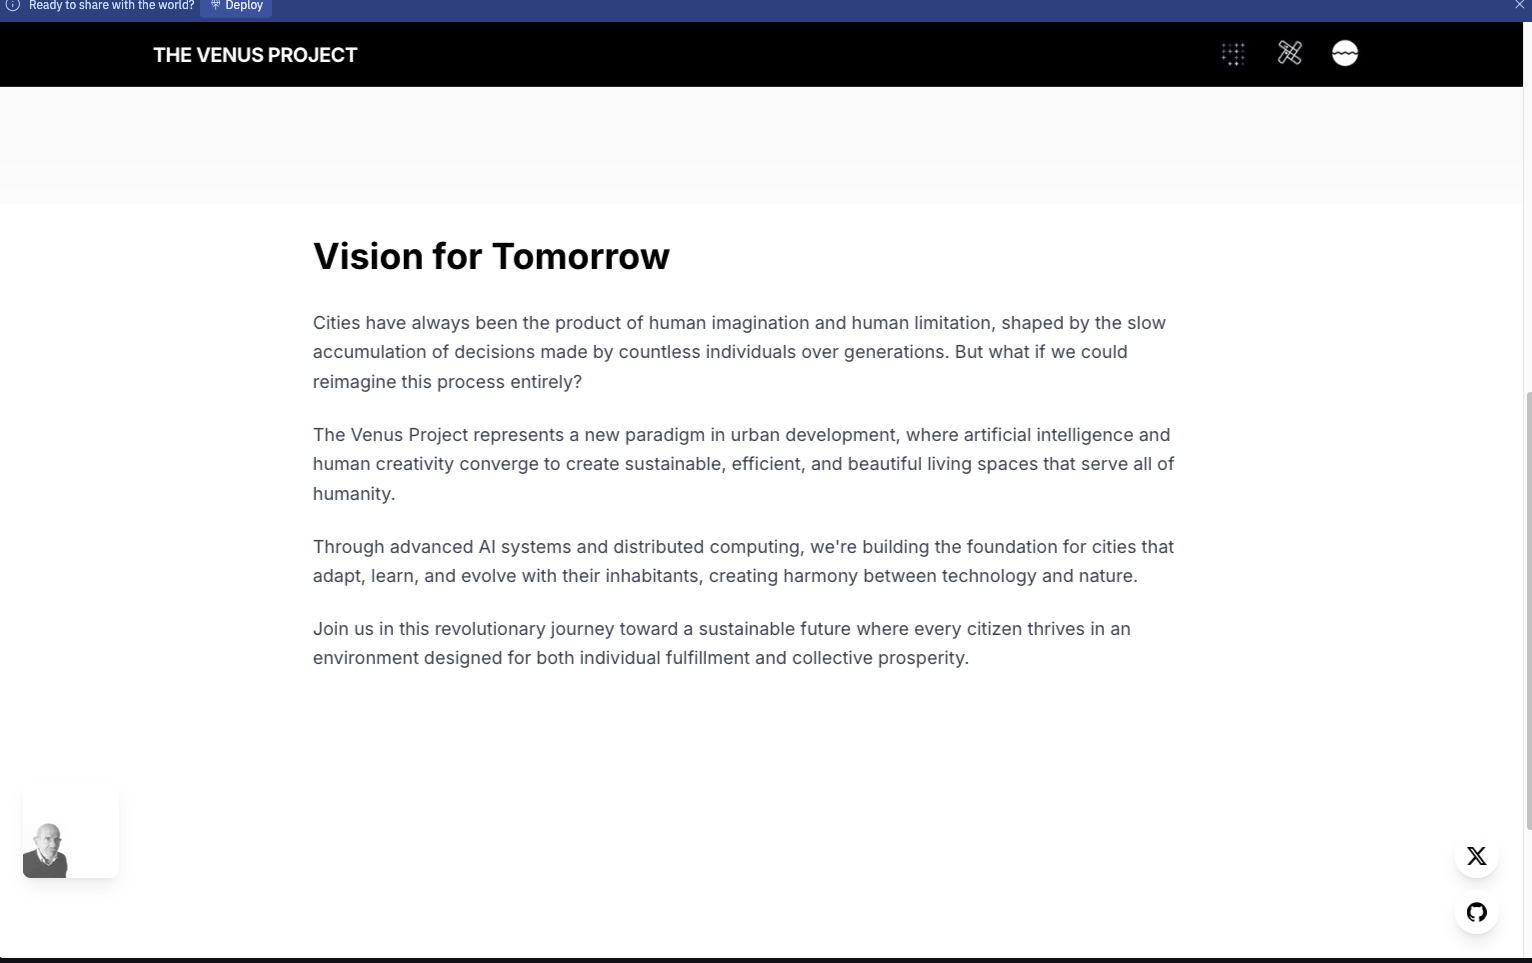 Ready to share with the world?
Deploy
THE VENUS PROJECT
Vision for Tomorrow
Cities have always been the product of human imagination and human limitation, shaped by the slow
accumulation of decisions made by countless individuals over generations. But what if we could
reimagine this process entirely?
The Venus Project represents a new paradigm in urban development, where artificial intelligence and
human creativity converge to create sustainable, efficient, and beautiful living spaces that serve all of
humanity.
Through advanced AI systems and distributed computing, we're building the foundation for cities that
adapt, learn, and evolve with their inhabitants, creating harmony between technology and nature.
Join us in this revolutionary journey toward a sustainable future where every citizen thrives in an
environment designed for both individual fulfillment and collective prosperity.